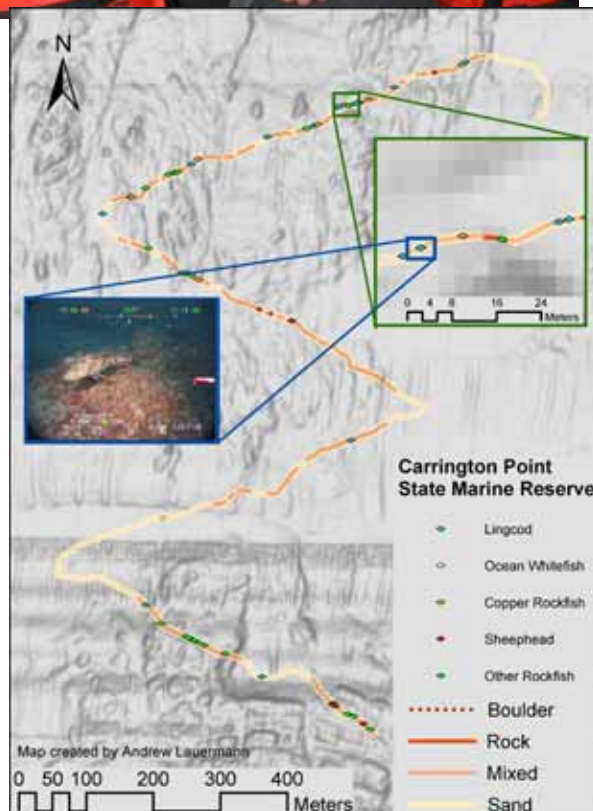 N
0 4 8 16 24
Meters
Carrington Point
State Marine Reserve
Lingcod
Ocean Whitefish
Copper Rockfish
Sheephead
Other Rockfish
Boulder
Rock
Mixed
Sand
Map created by Andrew Lauermann
0 50 100 200 300 400
Meters